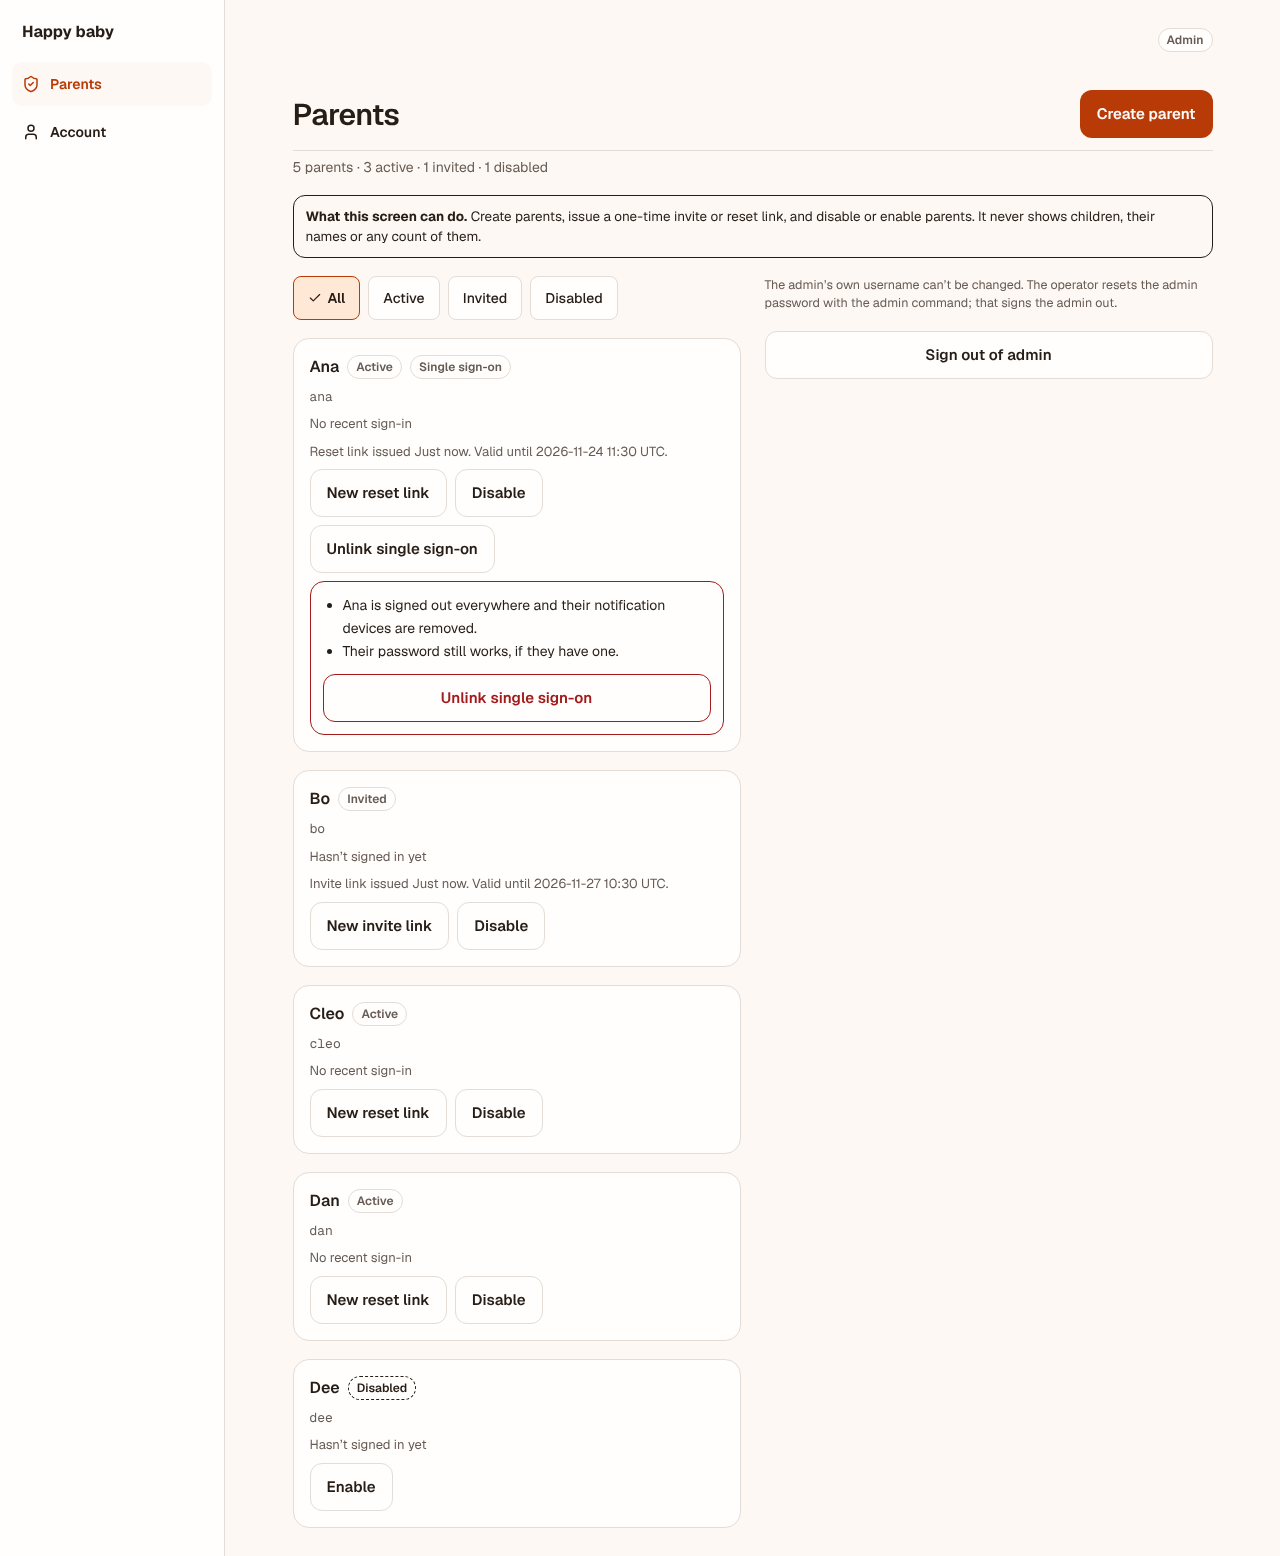 Happy baby
Parents
Account
Admin
Parents
Create parent
5 parents · 3 active · 1 invited · 1 disabled
What this screen can do. Create parents, issue a one-time invite or reset link, and disable or enable parents. It never shows children, their
names or any count of them.
All
Active
Invited
Disabled
The admin’s own username can’t be changed. The operator resets the admin
password with the admin command; that signs the admin out.
Sign out of admin
Ana Active Single sign-on
ana
No recent sign-in
Reset link issued Just now. Valid until 2026-11-24 11:30 UTC.
New reset link
Disable
Unlink single sign-on
Ana is signed out everywhere and their notification
devices are removed.
Their password still works, if they have one.
Unlink single sign-on
Bo Invited
bo
Hasn’t signed in yet
Invite link issued Just now. Valid until 2026-11-27 10:30 UTC.
New invite link
Disable
Cleo Active
cleo
No recent sign-in
New reset link
Disable
Dan Active
dan
No recent sign-in
New reset link
Disable
Dee Disabled
dee
Hasn’t signed in yet
Enable